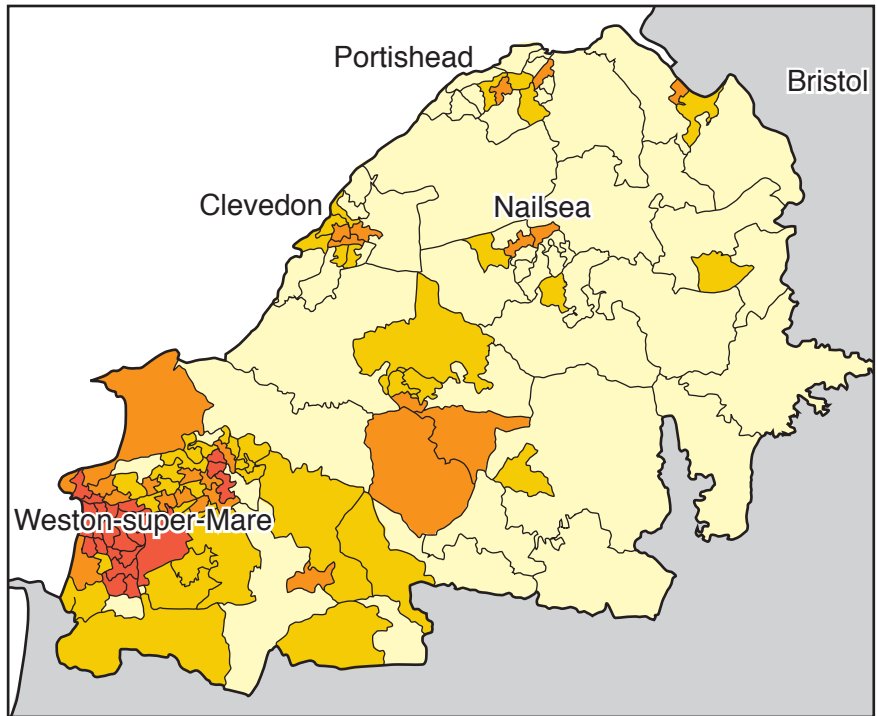 Portishead
Bristol
Clevedon
Nailsea
Weston-super-Mare